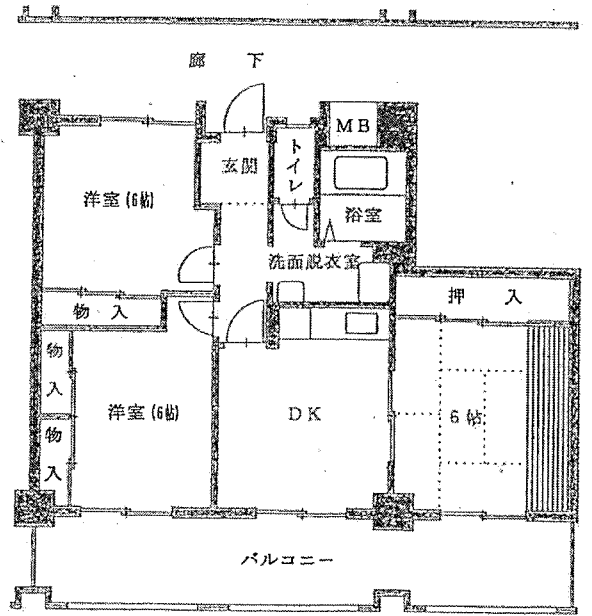 廊下
MB
トイレ
玄関
洋室(6帖)
浴室
洗面脱衣室
押入
物入
物入
洋室(6帖)
DK
6帖
物入
バルコニー